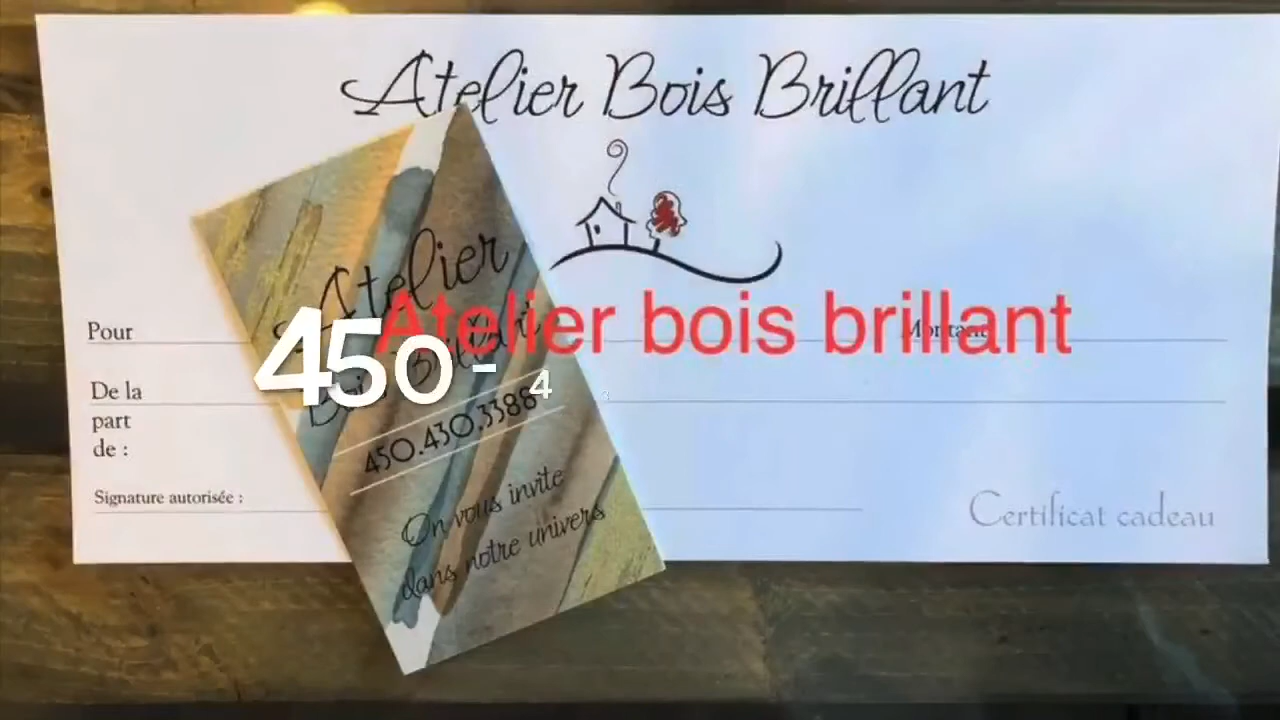 Atelier Bois Brillant
Atelier
Bois Brillant
450.430.3388
On vous invite
dans notre univers
Atelier bois brillant
450-4
3
Pour
Montant
De la
part
de :
Signature autorisée :
Certificat cadeau